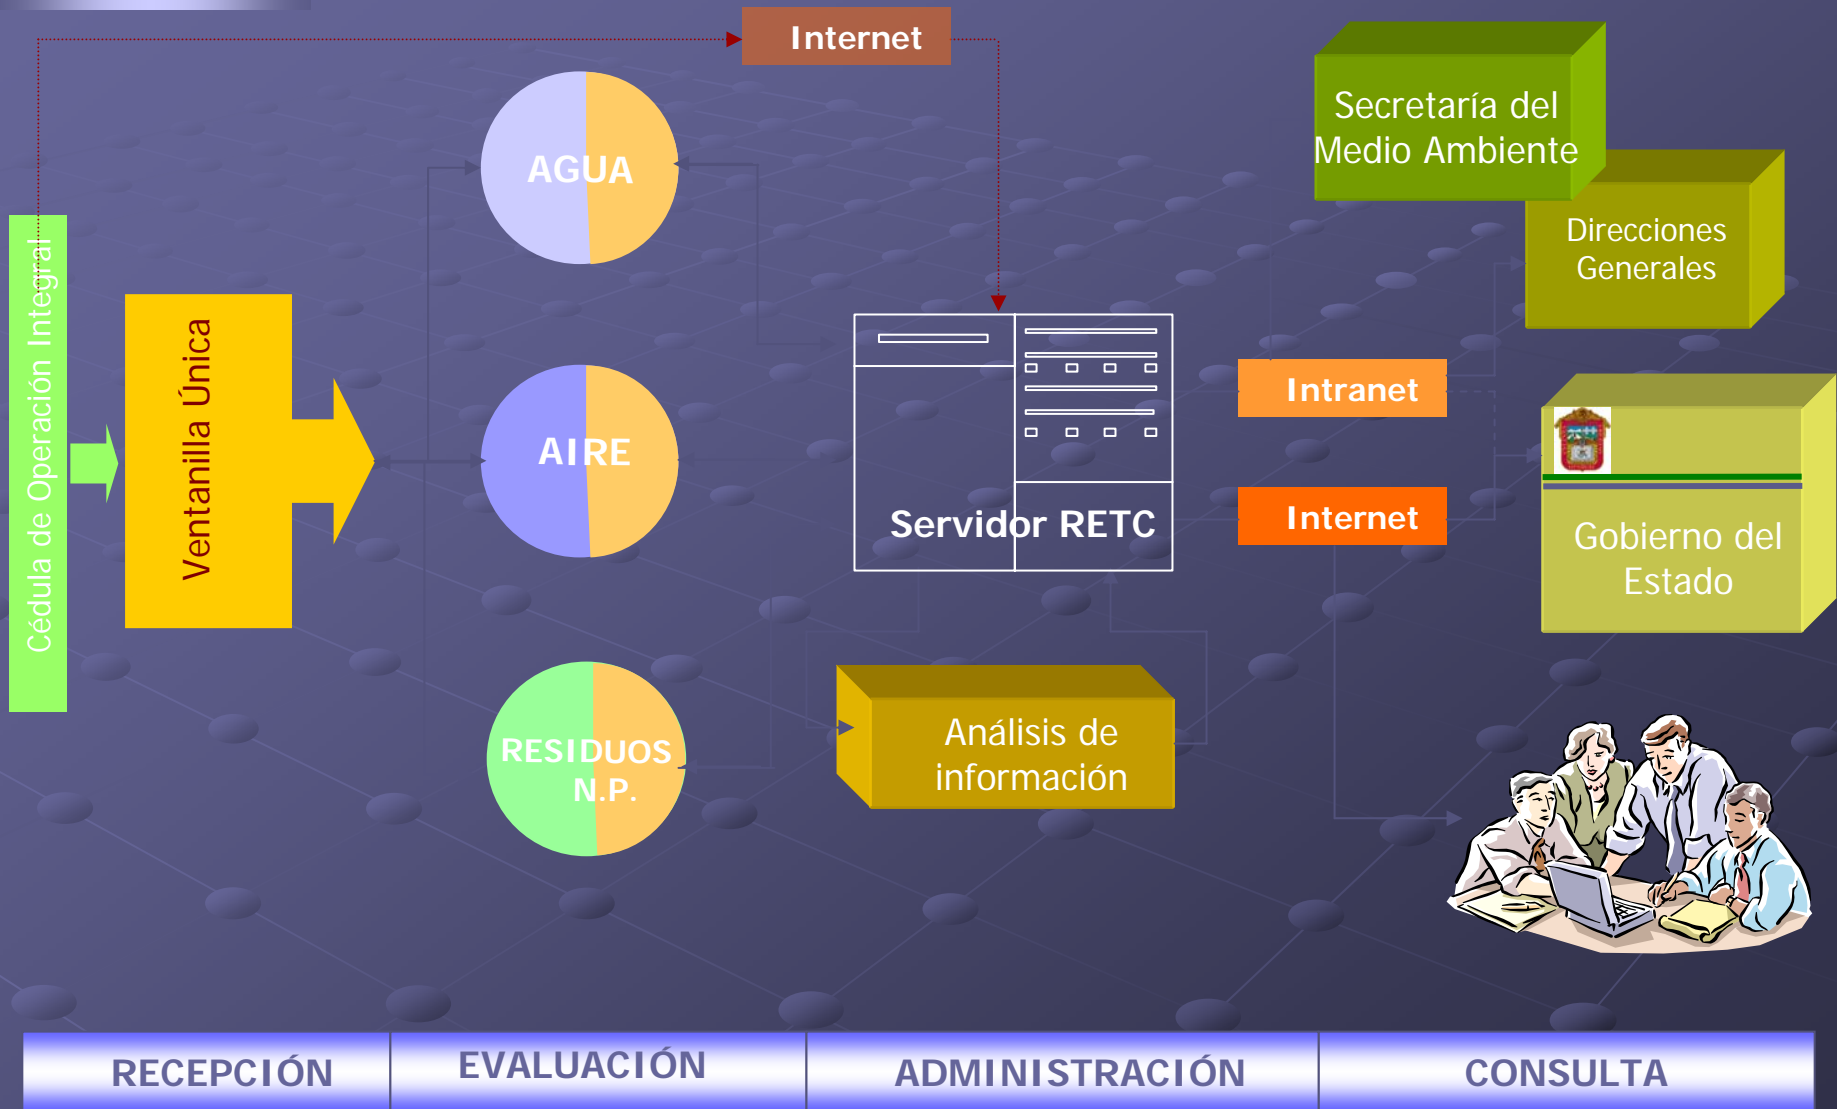 Internet
Secretaría del
Medio Ambiente
Direcciones
Generales
AGUA
Cédula de Operación Integral
Ventanilla Única
AIRE
Servidor RETC
Intranet
Internet
Gobierno del
Estado
RESIDUOS
N.P.
Análisis de
información
RECEPCIÓN
EVALUACIÓN
ADMINISTRACIÓN
CONSULTA